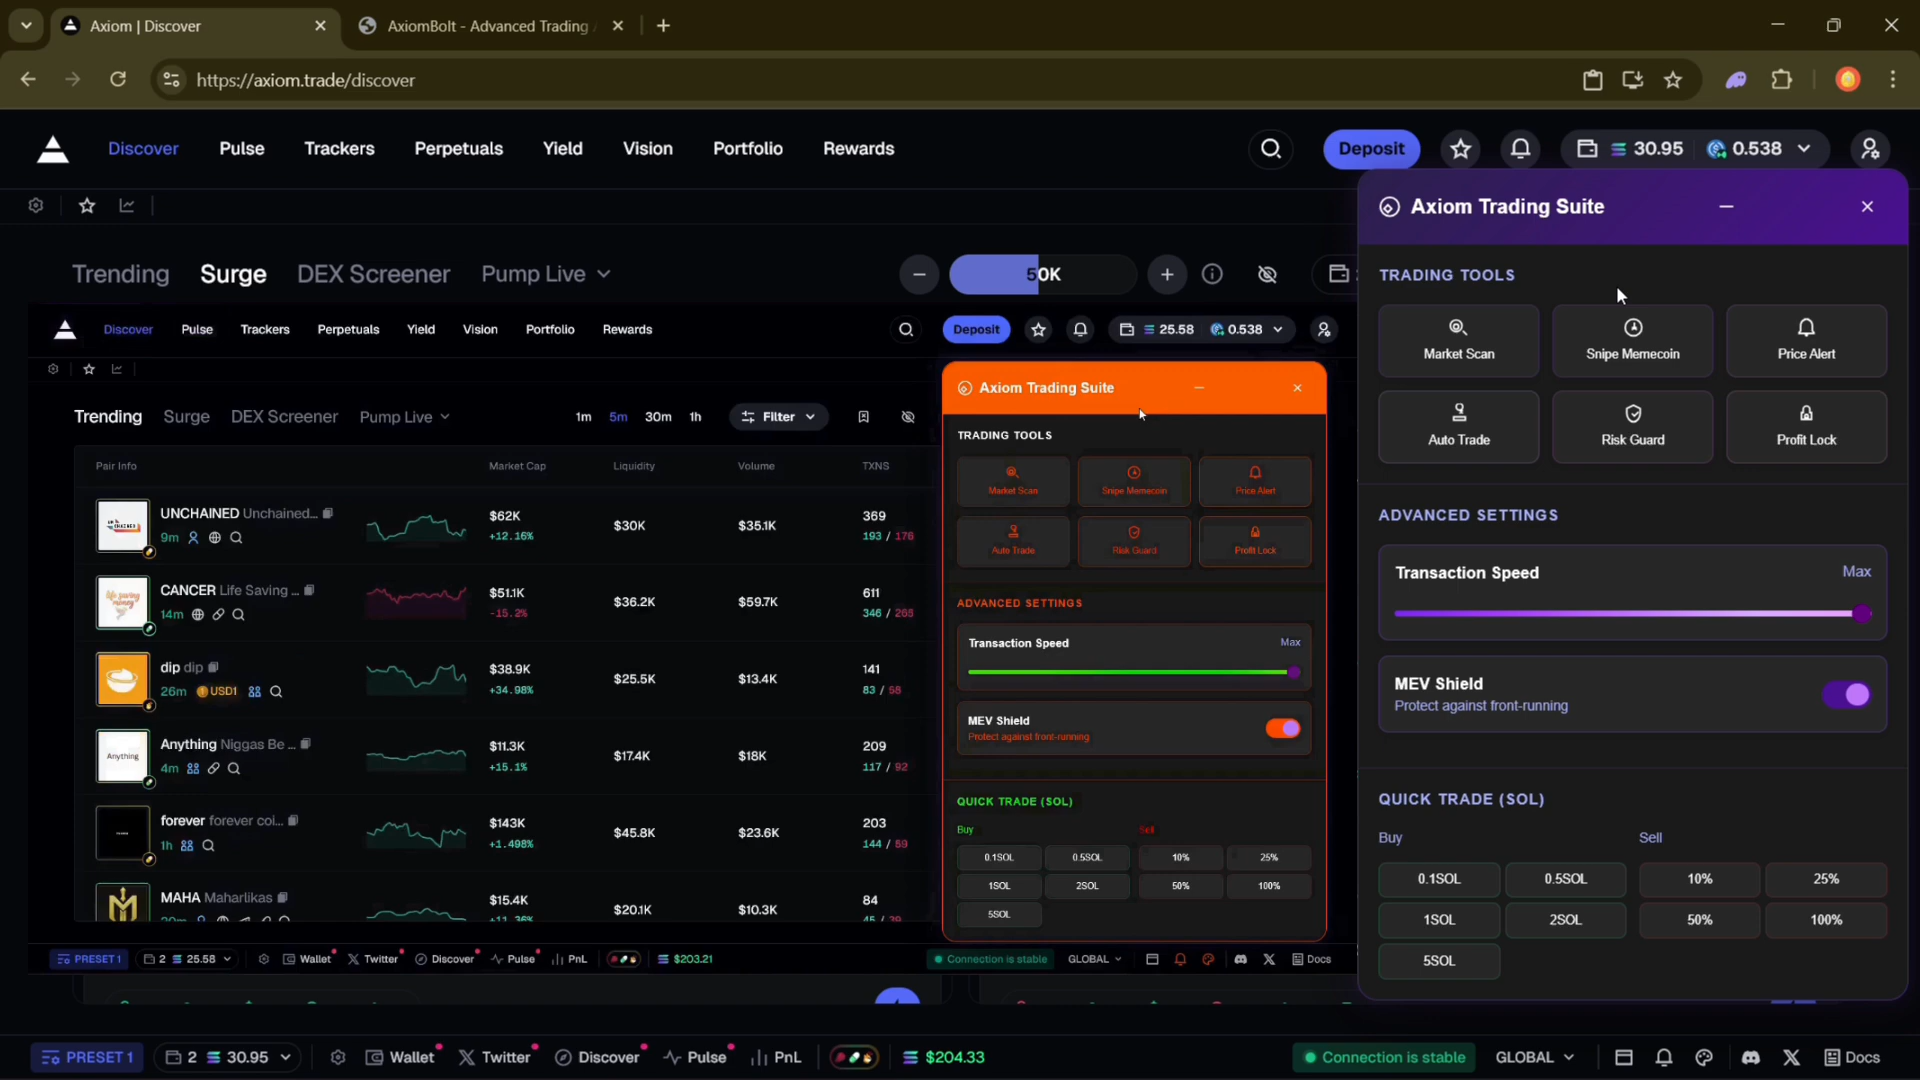 Axiom | Discover
AxiomBolt - Advanced Trading
https://axiom.trade/discover
Discover Pulse Trackers Perpetuals Yield Vision Portfolio Rewards
Deposit 30.95 0.538
Trending Surge DEX Screener Pump Live
50K
Discover Pulse Trackers Perpetuals Yield Vision Portfolio Rewards
Deposit 25.58 0.538
Trending Surge DEX Screener Pump Live
1m 5m 30m 1h Filter
Pair Info Market Cap Liquidity Volume TXNS
UNCHAINED Unchained... $62K $30K $35.1K 369
9m +12.16% 193 / 176
CANCER Life Saving ... $51.1K $36.2K $59.7K 611
14m -15.2% 346 / 265
dip dip $38.9K $25.5K $13.4K 141
26m USD1 +34.98% 83 / 58
Anything Niggas Be ... $11.3K $17.4K $18K 209
Anything
4m +15.1% 117 / 92
forever forever coi... $143K $45.8K $23.6K 203
1h +1.498% 144 / 59
MAHA Maharlikas $15.4K $20.1K $10.3K 84
Axiom Trading Suite
TRADING TOOLS
Market Scan Snipe Memecoin Price Alert
Auto Trade Risk Guard Profit Lock
ADVANCED SETTINGS
Transaction Speed Max
MEV Shield
Protect against front-running
QUICK TRADE (SOL)
Buy Sell
0.1SOL 0.5SOL 10% 25%
1SOL 2SOL 50% 100%
5SOL
PRESET 1 2 25.58 Wallet Twitter Discover Pulse PnL $203.21
Connection is stable GLOBAL Docs
Axiom Trading Suite
TRADING TOOLS
Market Scan Snipe Memecoin Price Alert
Auto Trade Risk Guard Profit Lock
ADVANCED SETTINGS
Transaction Speed Max
MEV Shield
Protect against front-running
QUICK TRADE (SOL)
Buy Sell
0.1SOL 0.5SOL 10% 25%
1SOL 2SOL 50% 100%
5SOL
PRESET 1 2 30.95 Wallet Twitter Discover Pulse PnL $204.33
Connection is stable GLOBAL Docs